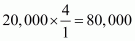 20,000 × 4/1 = 80,000